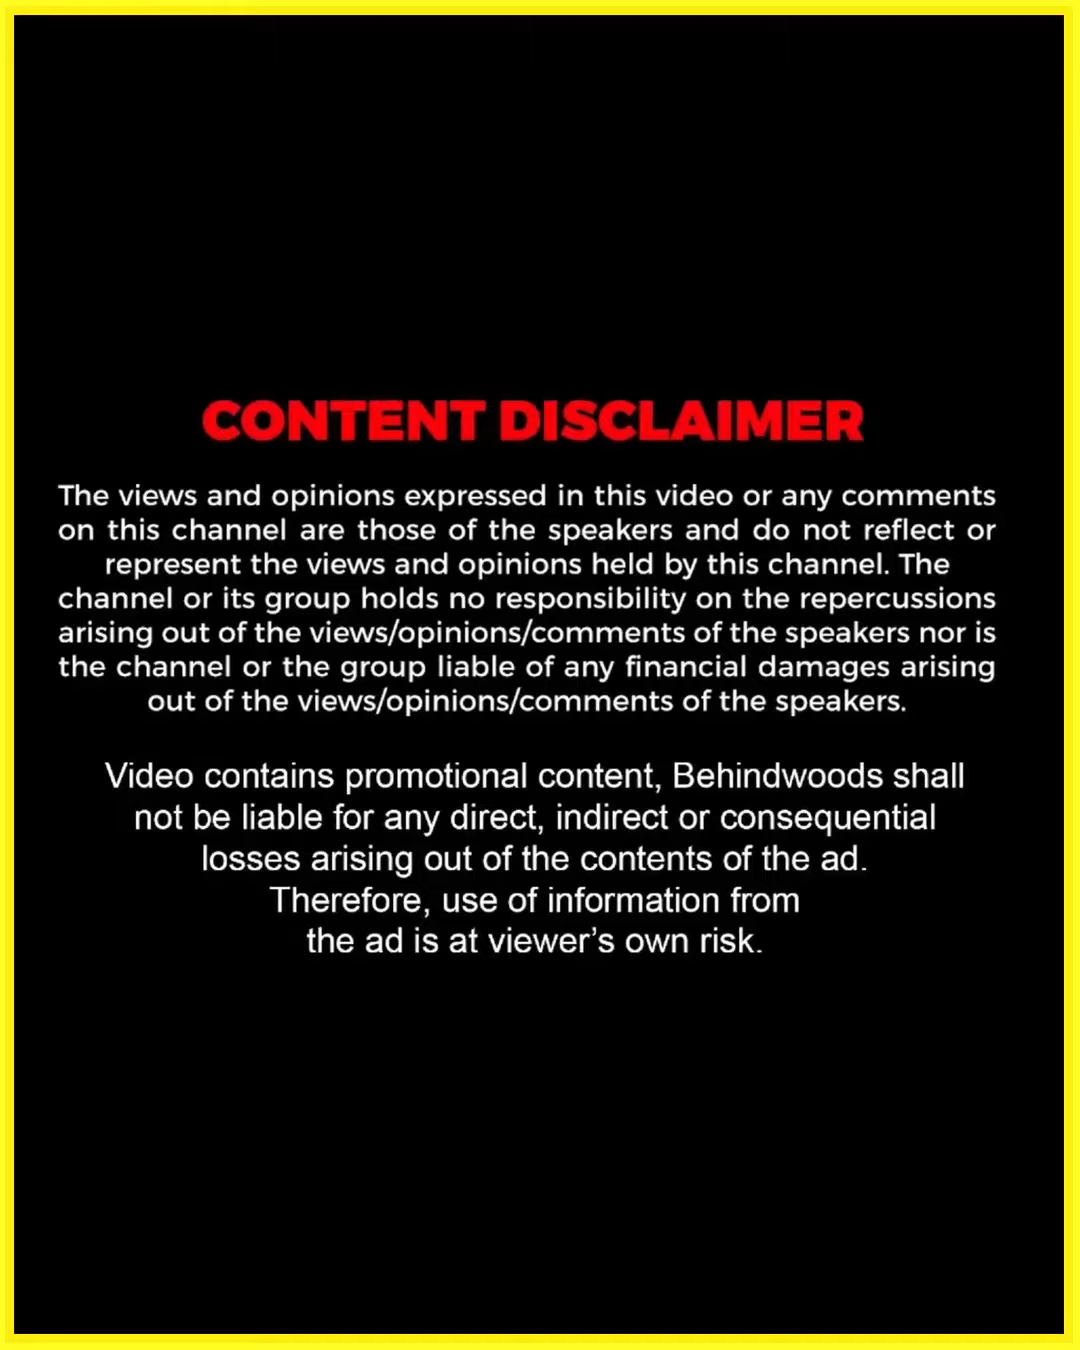 CONTENT DISCLAIMER
The views and opinions expressed in this video or any comments
on this channel are those of the speakers and do not reflect or
represent the views and opinions held by this channel. The
channel or its group holds no responsibility on the repercussions
arising out of the views/opinions/comments of the speakers nor is
the channel or the group liable of any financial damages arising
out of the views/opinions/comments of the speakers.
Video contains promotional content, Behindwoods shall
not be liable for any direct, indirect or consequential
losses arising out of the contents of the ad.
Therefore, use of information from
the ad is at viewer’s own risk.